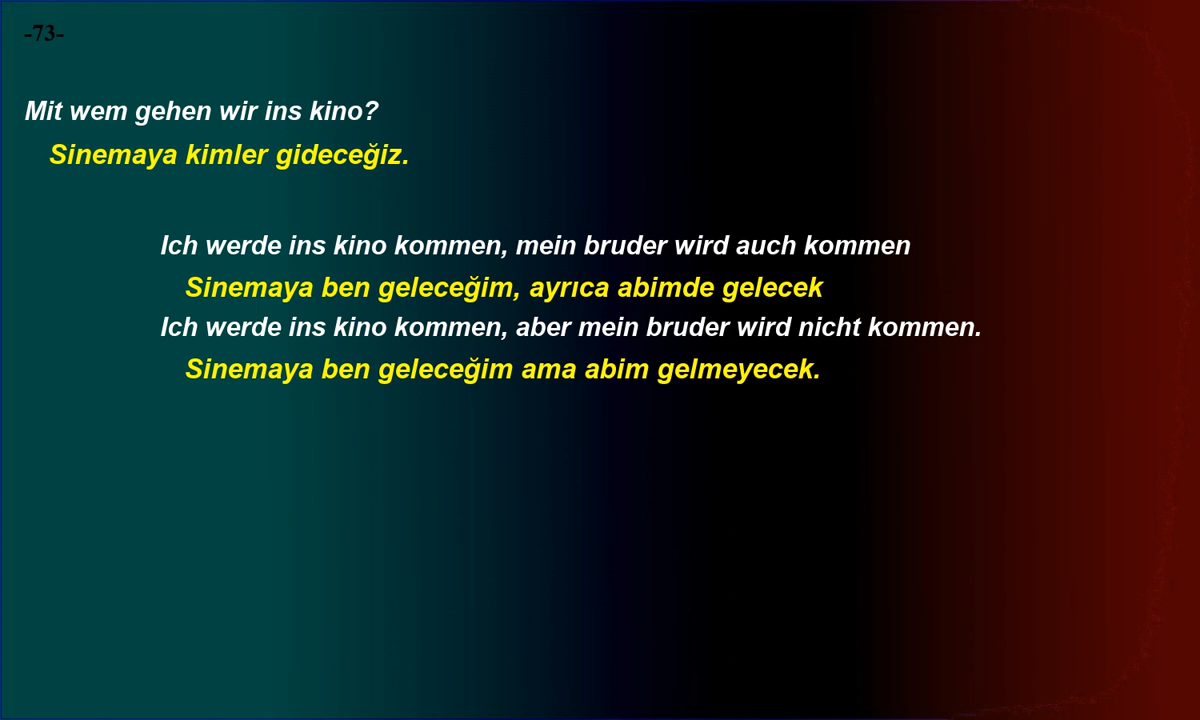 -73-
Mit wem gehen wir ins kino?
Sinemaya kimler gideceğiz.
Ich werde ins kino kommen, mein bruder wird auch kommen
Sinemaya ben geleceğim, ayrıca abimde gelecek
Ich werde ins kino kommen, aber mein bruder wird nicht kommen.
Sinemaya ben geleceğim ama abim gelmeyecek.